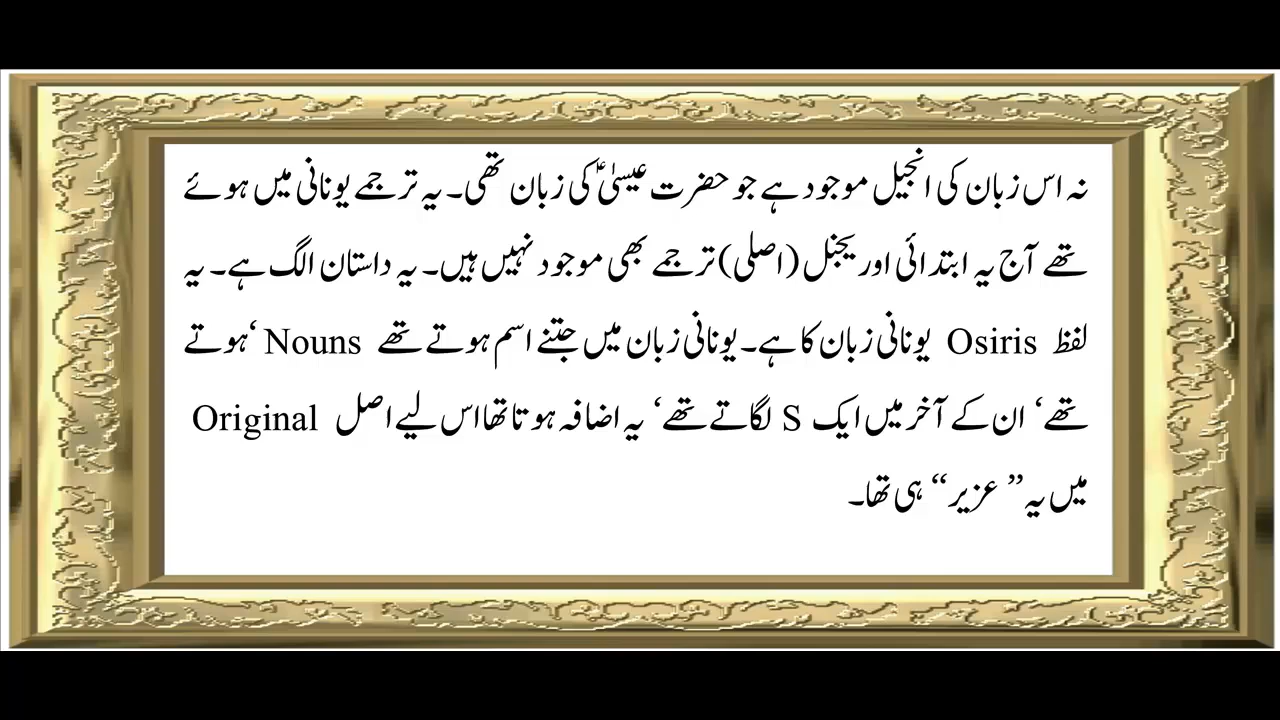 نہ اس زبان کی انجیل موجود ہے جو حضرت عیسیٰؑ کی زبان تھی۔ یہ ترجمے یونانی میں ہوئے
تھے آج یہ ابتدائی اوریجنل (اصلی) ترجمے بھی موجود نہیں ہیں۔ یہ داستان الگ ہے۔ یہ
لفظ Osiris یونانی زبان کا ہے۔ یونانی زبان میں جتنے اسم ہوتے تھے Nouns ‘ہوتے
تھے‘ ان کے آخر میں ایک S لگاتے تھے‘ یہ اضافہ ہوتا تھا اس لیے اصل Original
میں یہ ”عزیر“ ہی تھا۔